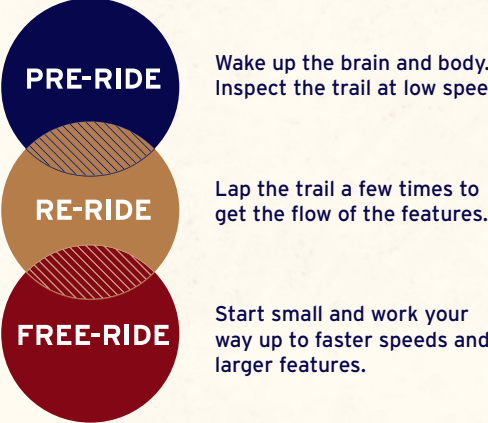 PRE-RIDE
Wake up the brain and body.
Inspect the trail at low spee
RE-RIDE
Lap the trail a few times to
get the flow of the features.
FREE-RIDE
Start small and work your
way up to faster speeds and
larger features.